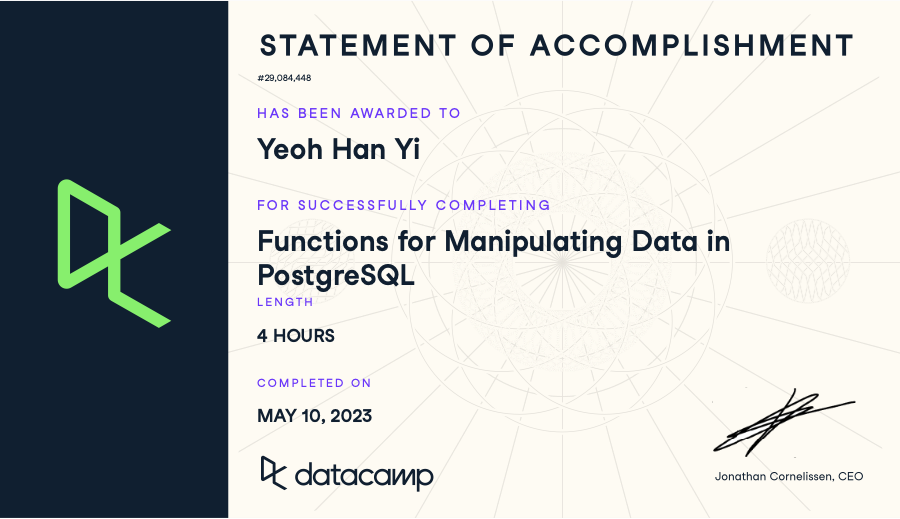 STATEMENT OF ACCOMPLISHMENT
#29,084,448
HAS BEEN AWARDED TO
Yeoh Han Yi
FOR SUCCESSFULLY COMPLETING
Functions for Manipulating Data in
PostgreSQL
LENGTH
4 HOURS
COMPLETED ON
MAY 10, 2023
datacamp
Jonathan Cornelissen, CEO